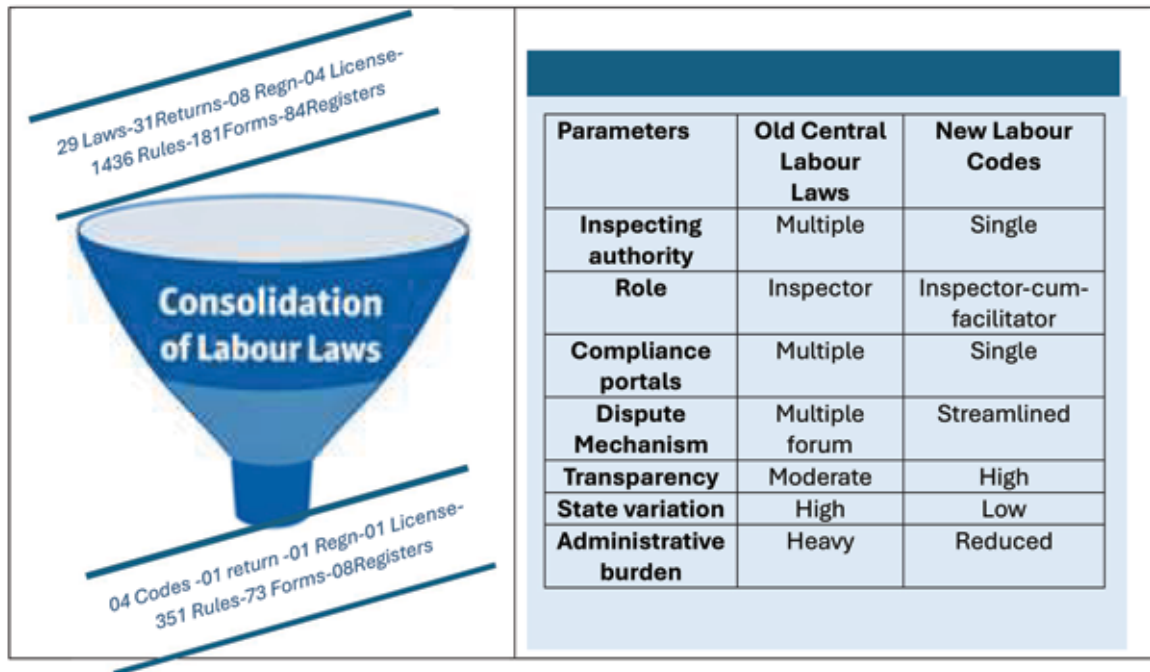 29 Laws-31Returns-08 Regn-04 License-
1436 Rules-181Forms-84Registers
Consolidation
of Labour Laws
04 Codes -01 return -01 Regn-01 License-
351 Rules-73 Forms-08Registers
Parameters
Old Central
Labour
Laws
New Labour
Codes
Inspecting
authority
Multiple
Single
Role
Inspector
Inspector-cum-
facilitator
Compliance
portals
Multiple
Single
Dispute
Mechanism
Multiple
forum
Streamlined
Transparency
Moderate
High
State variation
High
Low
Administrative
burden
Heavy
Reduced